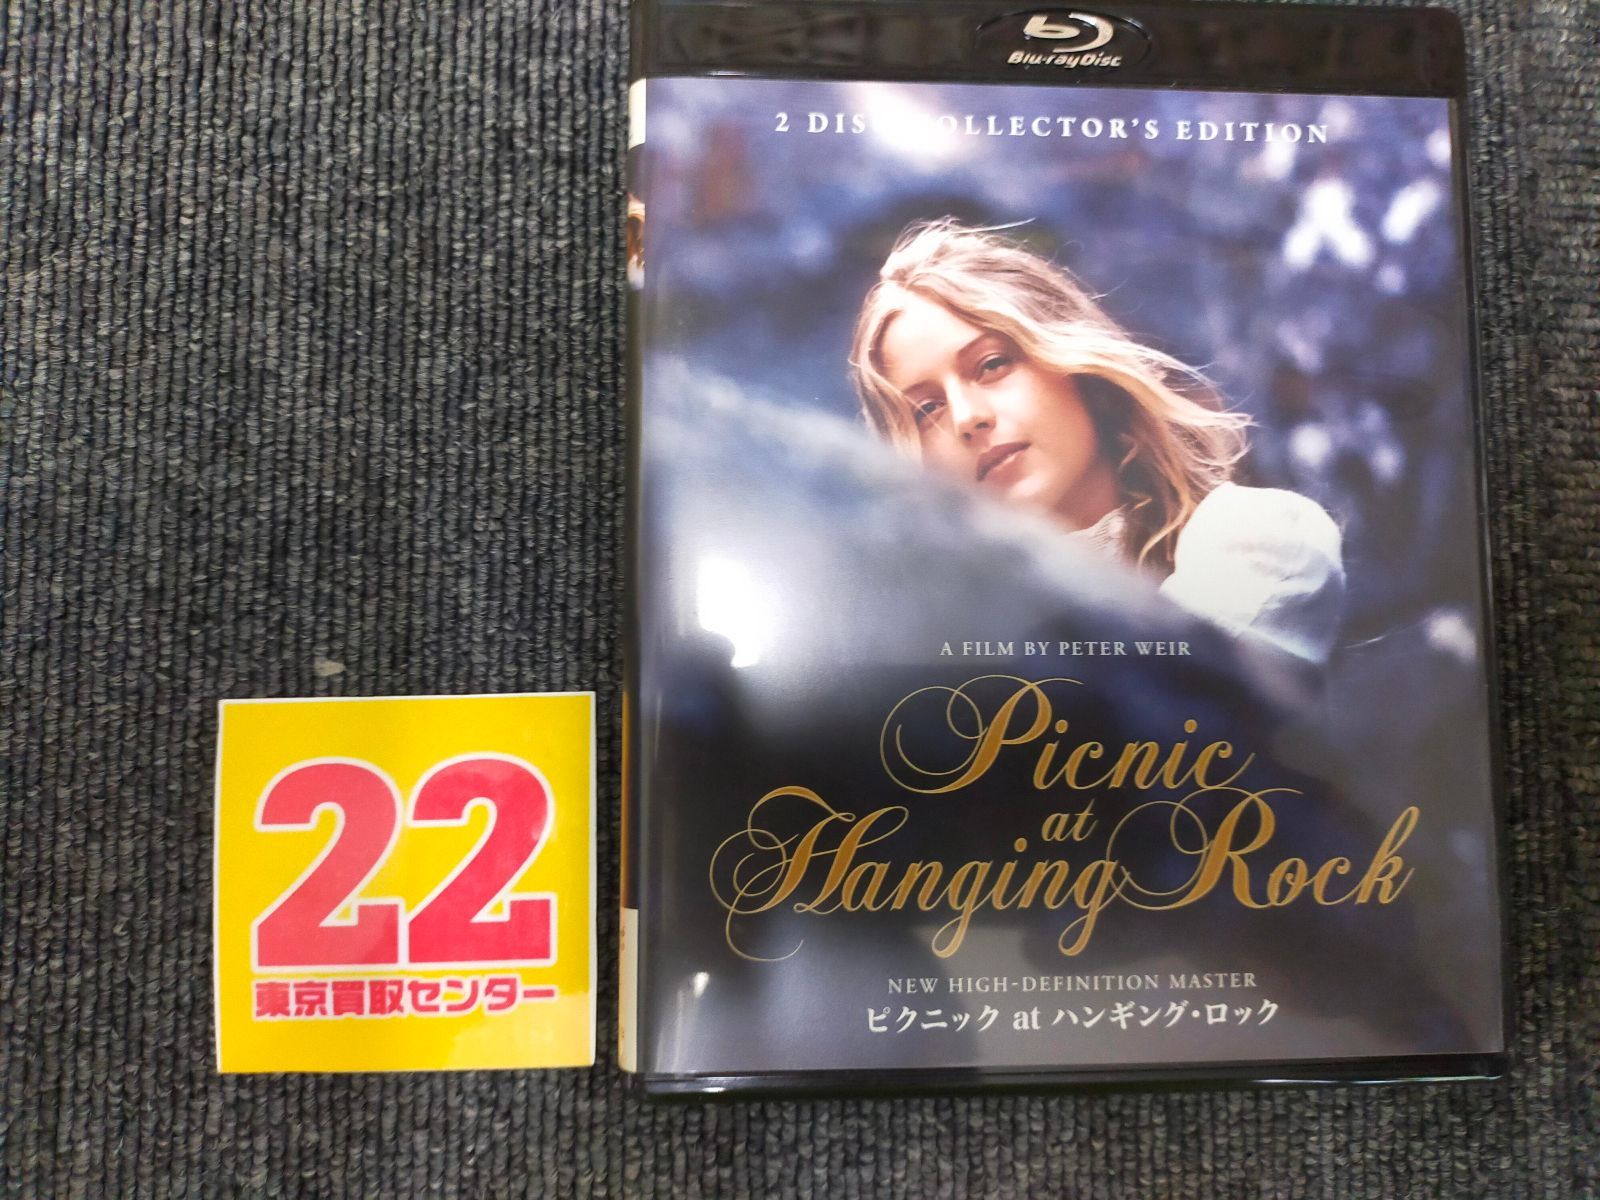 Blu-ray Disc
2 DISC COLLECTOR'S EDITION
A FILM BY PETER WEIR
Picnic
at
Hanging Rock
NEW HIGH-DEFINITION MASTER
ピクニック at ハンギング・ロック
22
東京買取センター